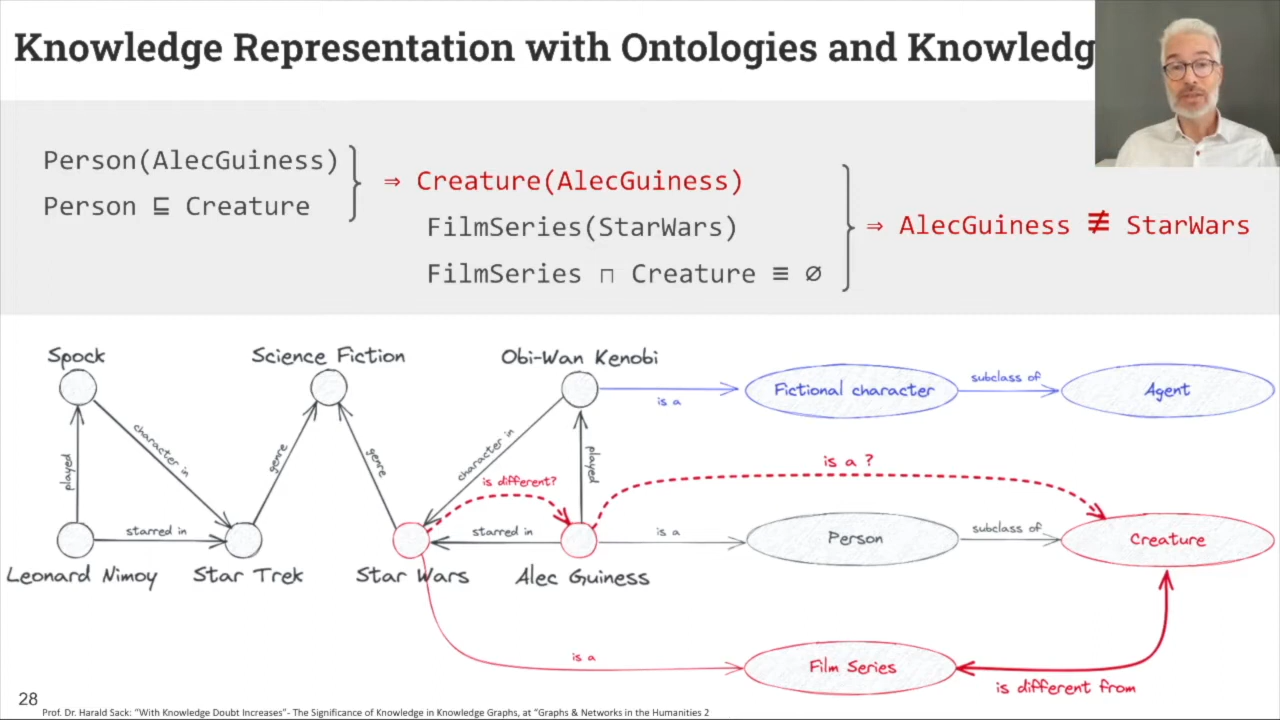 Knowledge Representation with Ontologies and Knowledg
Person(AlecGuiness)
Person ⊑ Creature
⇒ Creature(AlecGuiness)
FilmSeries(StarWars)
FilmSeries ⊓ Creature ≡ ∅
⇒ AlecGuiness ≢ StarWars
Spock
Science Fiction
Obi-Wan Kenobi
is a
Fictional character
subclass of
Agent
played
character in
genre
genre
character in
played
is different?
is a ?
starred in
starred in
is a
Person
subclass of
Creature
Leonard Nimoy
Star Trek
Star Wars
Alec Guiness
is a
Film Series
is different from
28
Prof. Dr. Harald Sack: "With Knowledge Doubt Increases"- The Significance of Knowledge in Knowledge Graphs, at "Graphs & Networks in the Humanities 2